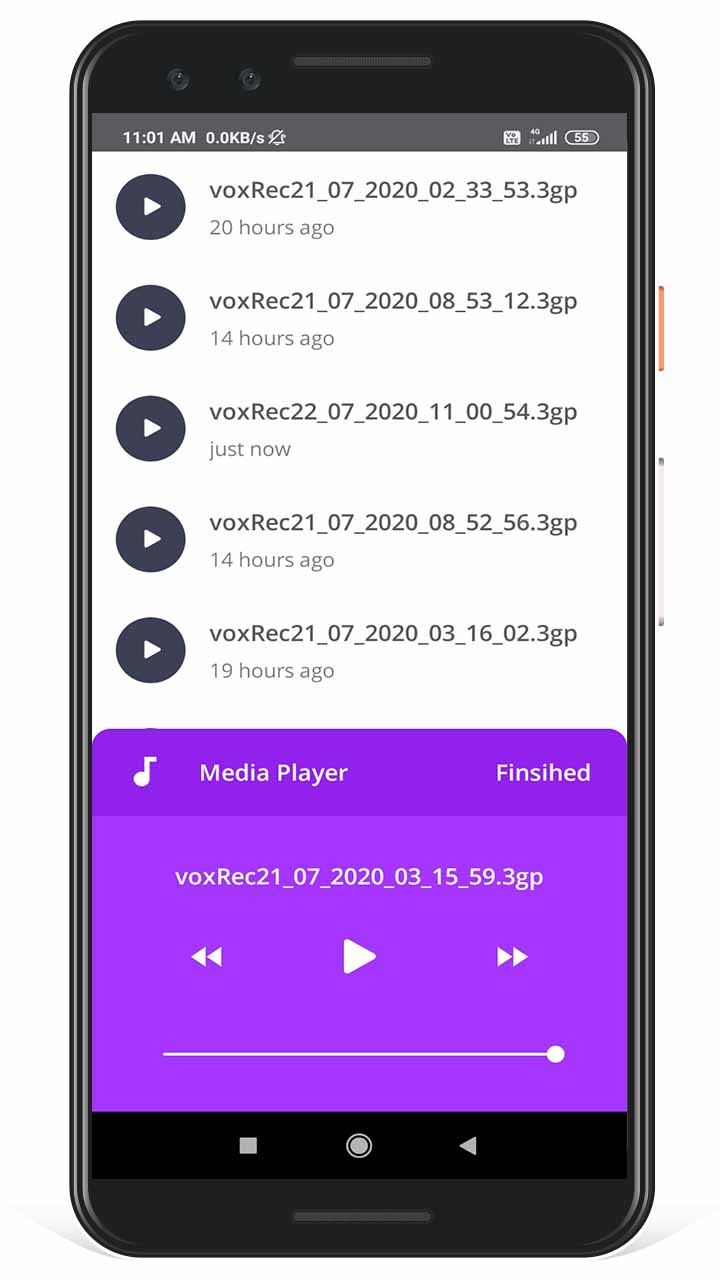 11:01 AM 0.0KB/s Vo LTE 4G 55
voxRec21_07_2020_02_33_53.3gp
20 hours ago
voxRec21_07_2020_08_53_12.3gp
14 hours ago
voxRec22_07_2020_11_00_54.3gp
just now
voxRec21_07_2020_08_52_56.3gp
14 hours ago
voxRec21_07_2020_03_16_02.3gp
19 hours ago
Media Player Finsihed
voxRec21_07_2020_03_15_59.3gp